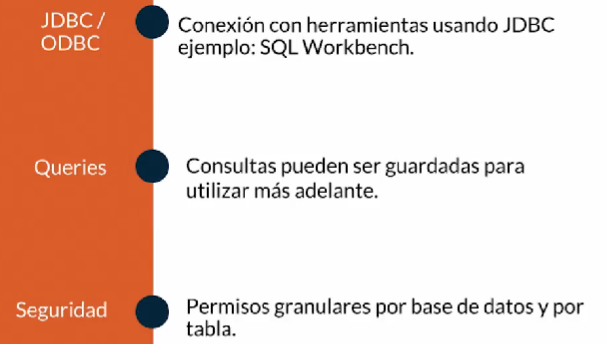 JDBC /
ODBC
Conexión con herramientas usando JDBC
ejemplo: SQL Workbench.
Queries
Consultas pueden ser guardadas para
utilizar más adelante.
Seguridad
Permisos granulares por base de datos y por
tabla.